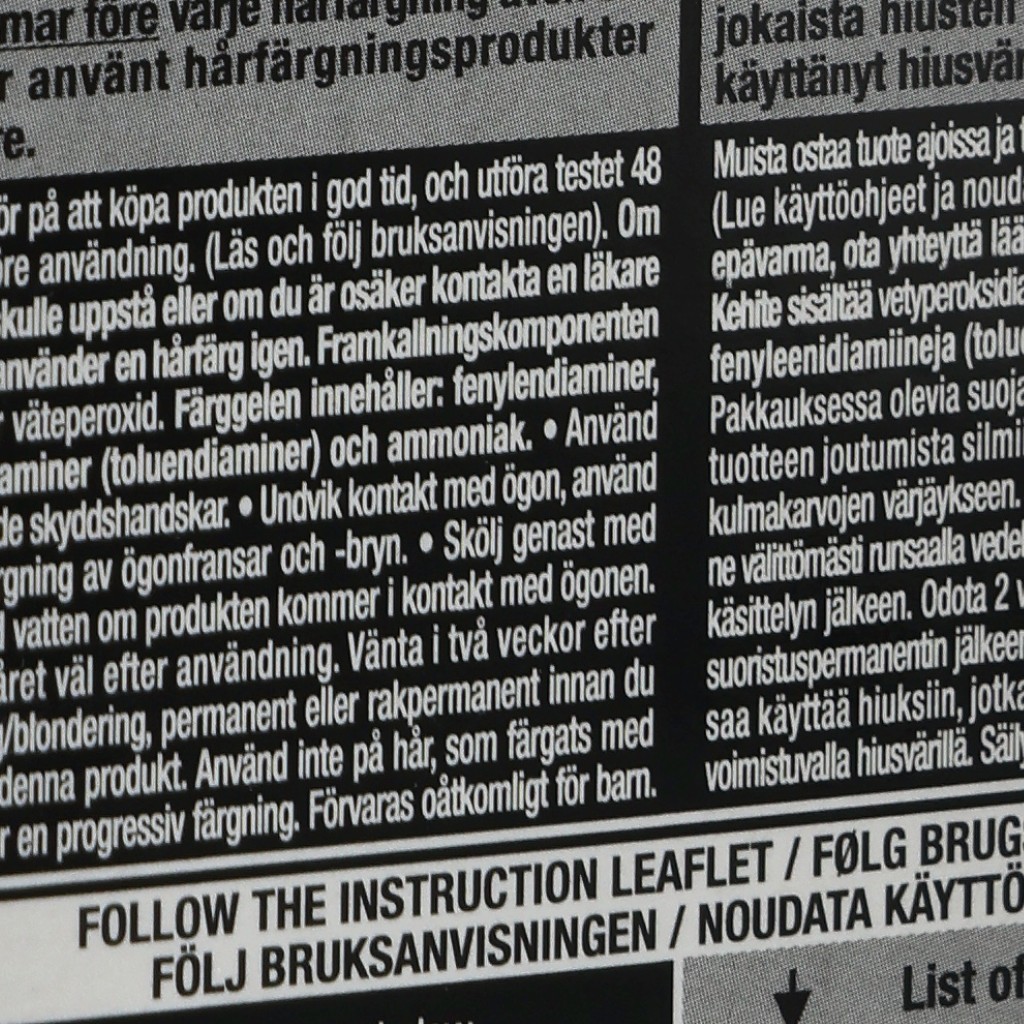 mar före varje hårfärgning
r använt hårfärgningsprodukter
re.
ör på att köpa produkten i god tid, och utföra testet 48
öre användning. (Läs och följ bruksanvisningen). Om
skulle uppstå eller om du är osäker kontakta en läkare
använder en hårfärg igen. Framkallningskomponenten
r väteperoxid. Färggelen innehåller: fenylendiaminer,
aminer (toluendiaminer) och ammoniak. • Använd
de skyddshandskar. • Undvik kontakt med ögon, använd
rgning av ögonfransar och -bryn. • Skölj genast med
vatten om produkten kommer i kontakt med ögonen.
året väl efter användning. Vänta i två veckor efter
/blondering, permanent eller rakpermanent innan du
denna produkt. Använd inte på hår, som färgats med
r en progressiv färgning. Förvaras oåtkomligt för barn.
jokaista hiusten
käyttänyt hiusvär
Muista ostaa tuote ajoissa ja t
(Lue käyttöohjeet ja noud
epävarma, ota yhteyttä lää
Kehite sisältää vetyperoksidia
fenyleenidiamiineja (tolue
Pakkauksessa olevia suoja
tuotteen joutumista silmi
kulmakarvojen värjäykseen.
ne välittömästi runsaalla vedel
käsittelyn jälkeen. Odota 2 v
suoristuspermanentin jälkeen
saa käyttää hiuksiin, jotka
voimistuvalla hiusvärillä. Säily
FOLLOW THE INSTRUCTION LEAFLET / FØLG BRUGS
FÖLJ BRUKSANVISNINGEN / NOUDATA KÄYTTÖ
List of